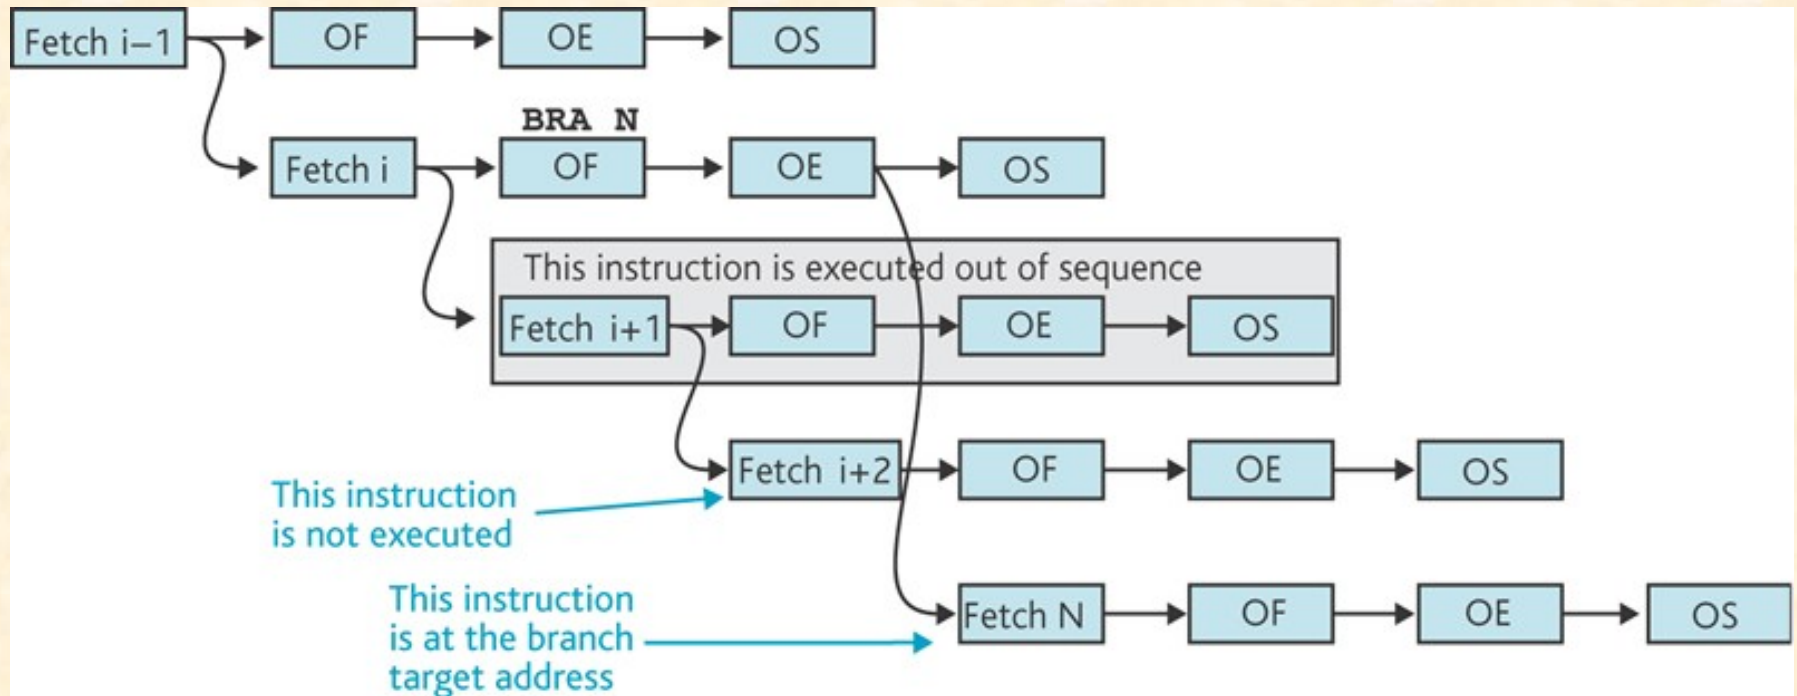 Fetch i–1 OF OE OS
BRA N
Fetch i OF OE OS
This instruction is executed out of sequence
Fetch i+1 OF OE OS
Fetch i+2 OF OE OS
This instruction
is not executed
This instruction
is at the branch
target address
Fetch N OF OE OS